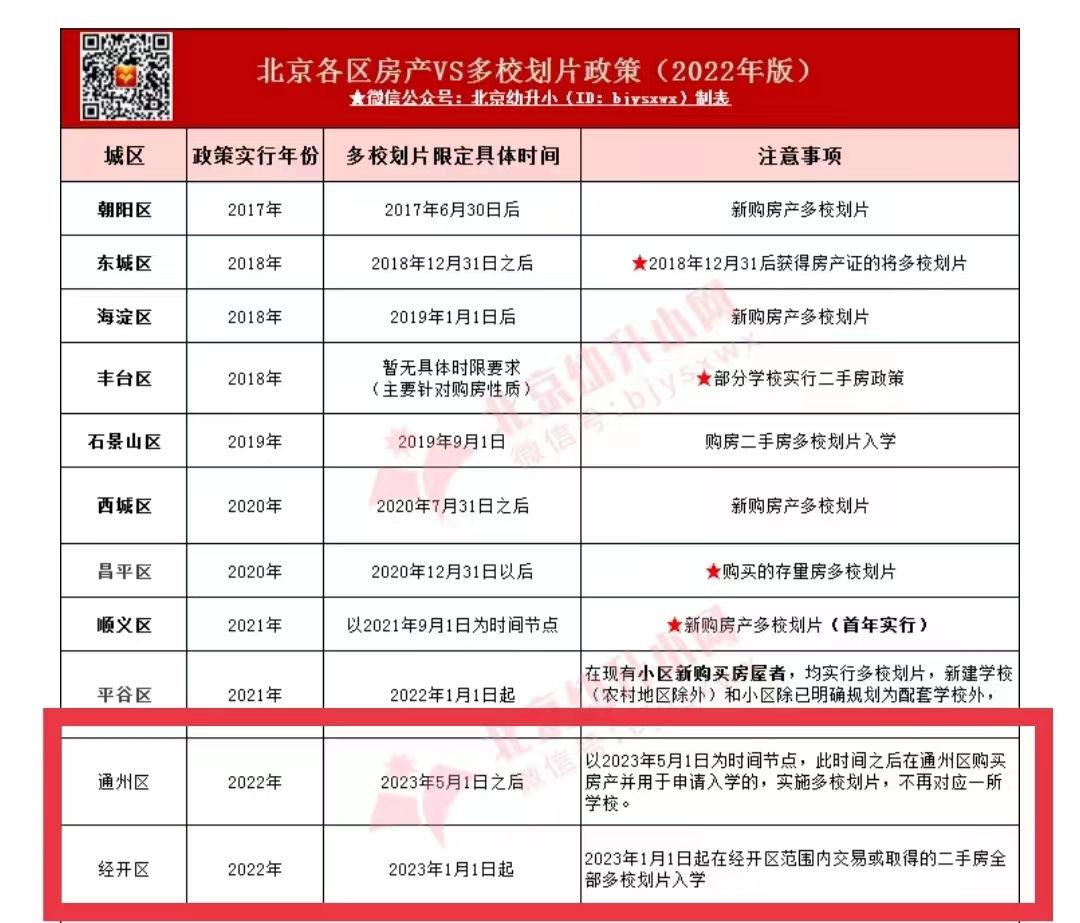 北京各区房产VS多校划片政策（2022年版）
★微信公众号：北京幼升小（ID：bjysxwx）制表
城区 政策实行年份 多校划片限定具体时间 注意事项
朝阳区 2017年 2017年6月30日后 新购房产多校划片
东城区 2018年 2018年12月31日之后 ★2018年12月31后获得房产证的将多校划片
海淀区 2018年 2019年1月1日后 新购房产多校划片
丰台区 2018年 暂无具体时限要求
（主要针对购房性质） ★部分学校实行二手房政策
石景山区 2019年 2019年9月1日 购房二手房多校划片入学
西城区 2020年 2020年7月31日之后 新购房产多校划片
昌平区 2020年 2020年12月31日以后 ★购买的存量房多校划片
顺义区 2021年 以2021年9月1日为时间节点 ★新购房产多校划片（首年实行）
平谷区 2021年 2022年1月1日起 在现有小区新购买房屋者，均实行多校划片，新建学校
（农村地区除外）和小区除已明确规划为配套学校外，
通州区 2022年 2023年5月1日之后 以2023年5月1日为时间节点，此时间之后在通州区购买
房产并用于申请入学的，实施多校划片，不再对应一所
学校。
经开区 2022年 2023年1月1日起 2023年1月1日起在经开区范围内交易或取得的二手房全
部多校划片入学
北京幼升小网
微信号：bjysxwx